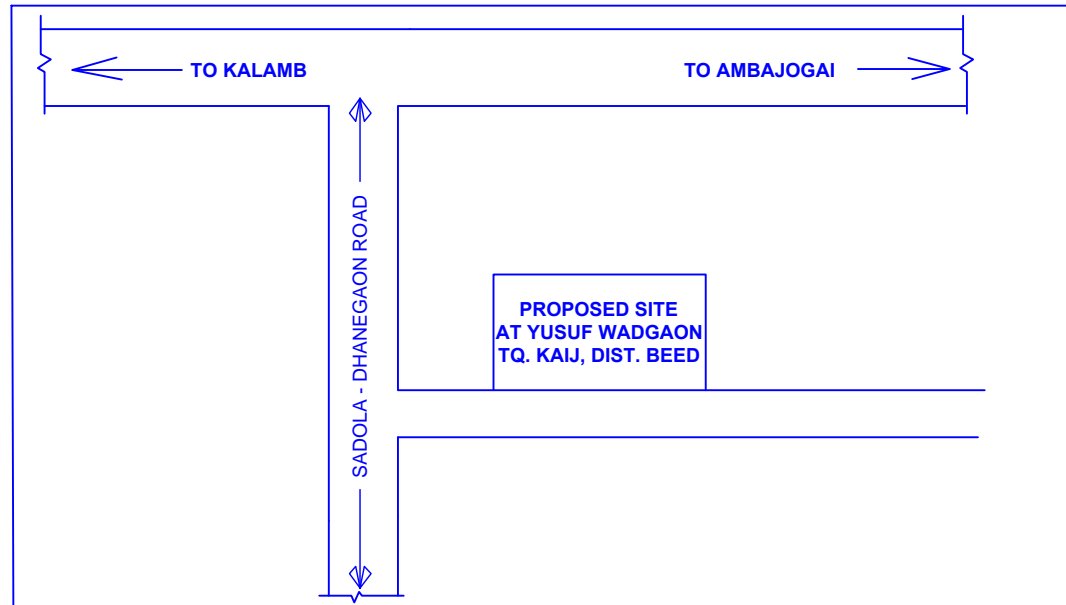 TO KALAMB
TO AMBAJOGAI
SADOLA - DHANEGAON ROAD
PROPOSED SITE
AT YUSUF WADGAON
TQ. KAIJ, DIST. BEED